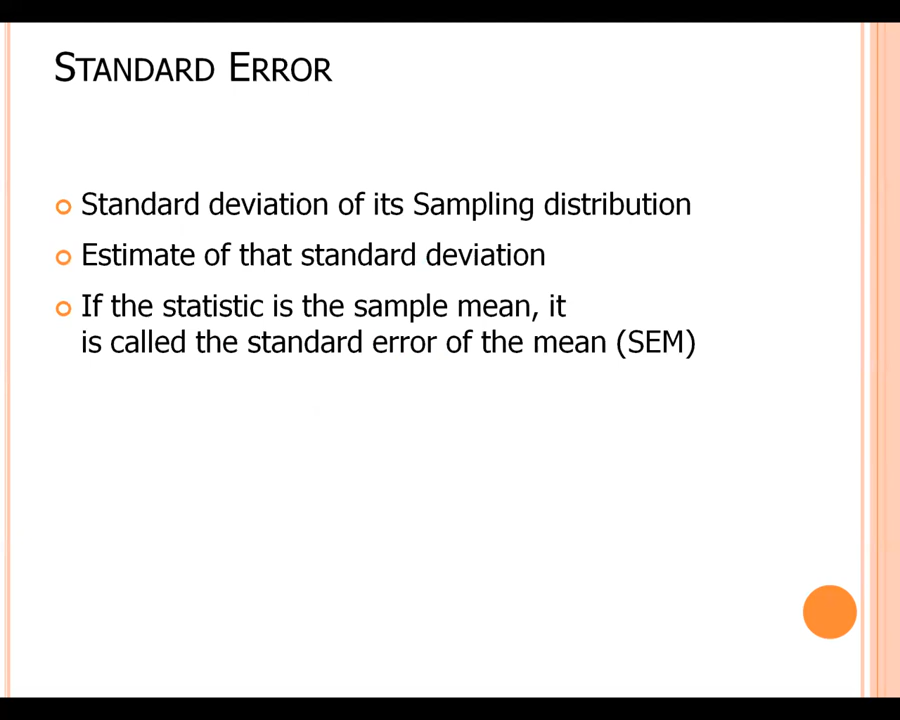 Standard Error
Standard deviation of its Sampling distribution
Estimate of that standard deviation
If the statistic is the sample mean, it
is called the standard error of the mean (SEM)